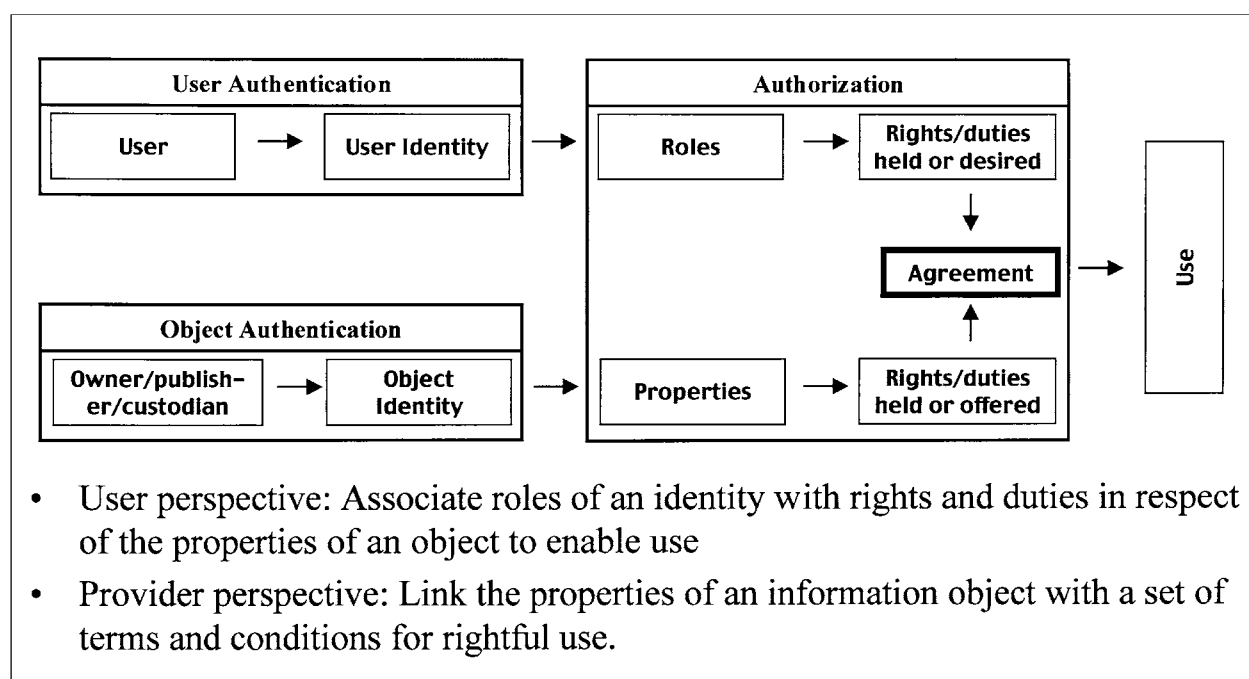 User Authentication
User
User Identity
Authorization
Roles
Rights/duties
held or desired
Agreement
Use
Object Authentication
Owner/publish-
er/custodian
Object
Identity
Properties
Rights/duties
held or offered
• User perspective: Associate roles of an identity with rights and duties in respect
of the properties of an object to enable use
• Provider perspective: Link the properties of an information object with a set of
terms and conditions for rightful use.